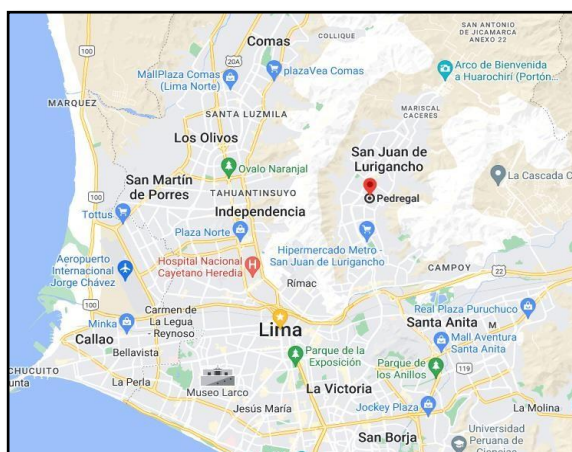 SAN ANTONIO
DE JICAMARCA
ANEXO 22
COLLIQUE
Comas
100
20A
MallPlaza Comas
(Lima Norte)
plazaVea Comas
Arco de Bienvenida
a Huarochirí (Portón...
MARQUEZ
SANTA LUZMILA
MARISCAL
CACERES
Los Olivos
San Juan de
Lurigancho
Ovalo Naranjal
La Cascada C
San Martín
de Porres
TAHUANTINSUYO
Pedregal
Tottus
Independencia
Plaza Norte
Hipermercado Metro -
San Juan de Lurigancho
Aeropuerto
Internacional
Jorge Chávez
Hospital Nacional
Cayetano Heredia
CAMPOY
22
Rímac
100
Carmen de
La Legua
- Reynoso
Real Plaza Puruchuco
Minka
Lima
Santa Anita
M
Callao
Mall Aventura
Santa Anita
Bellavista
Parque de la
Exposición
CHUCUITO
unta
La Perla
Parque de
los Anillos
119
Museo Larco
La Victoria
Jesús María
Jockey Plaza
La Molina
San Borja
Universidad
Peruana de
Ciencias